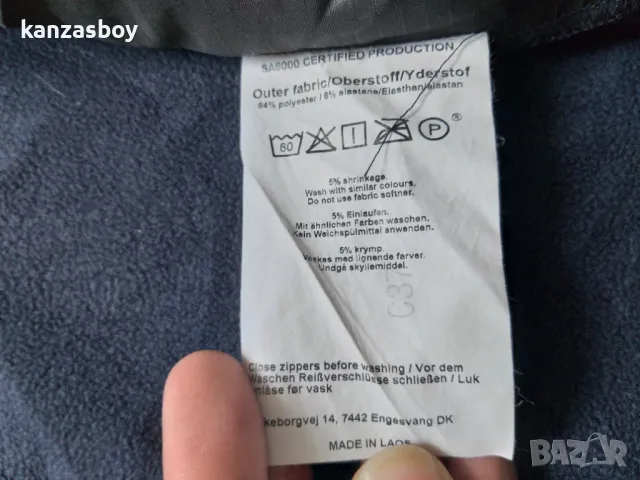 kanzasboy
SA8000 CERTIFIED PRODUCTION
Outer fabric/Oberstoff/Yderstof
94% polyester / 6% elastane/Elasthan/elastan
60
P
®
5% shrinkage.
Wash with similar colours.
Do not use fabric softner.
5% Einlaufen.
Mit ähnlichen Farben waschen.
Kein Weichspülmittel anwenden.
5% krymp.
Vaskes med lignende farver.
Undgå skyllemiddel.
C37
Close zippers before washing / Vor dem
Waschen Reißverschlüsse schließen / Luk
før vask
14, 7442 Engesvang DK
MADE IN LAOS
BAZAR
bg